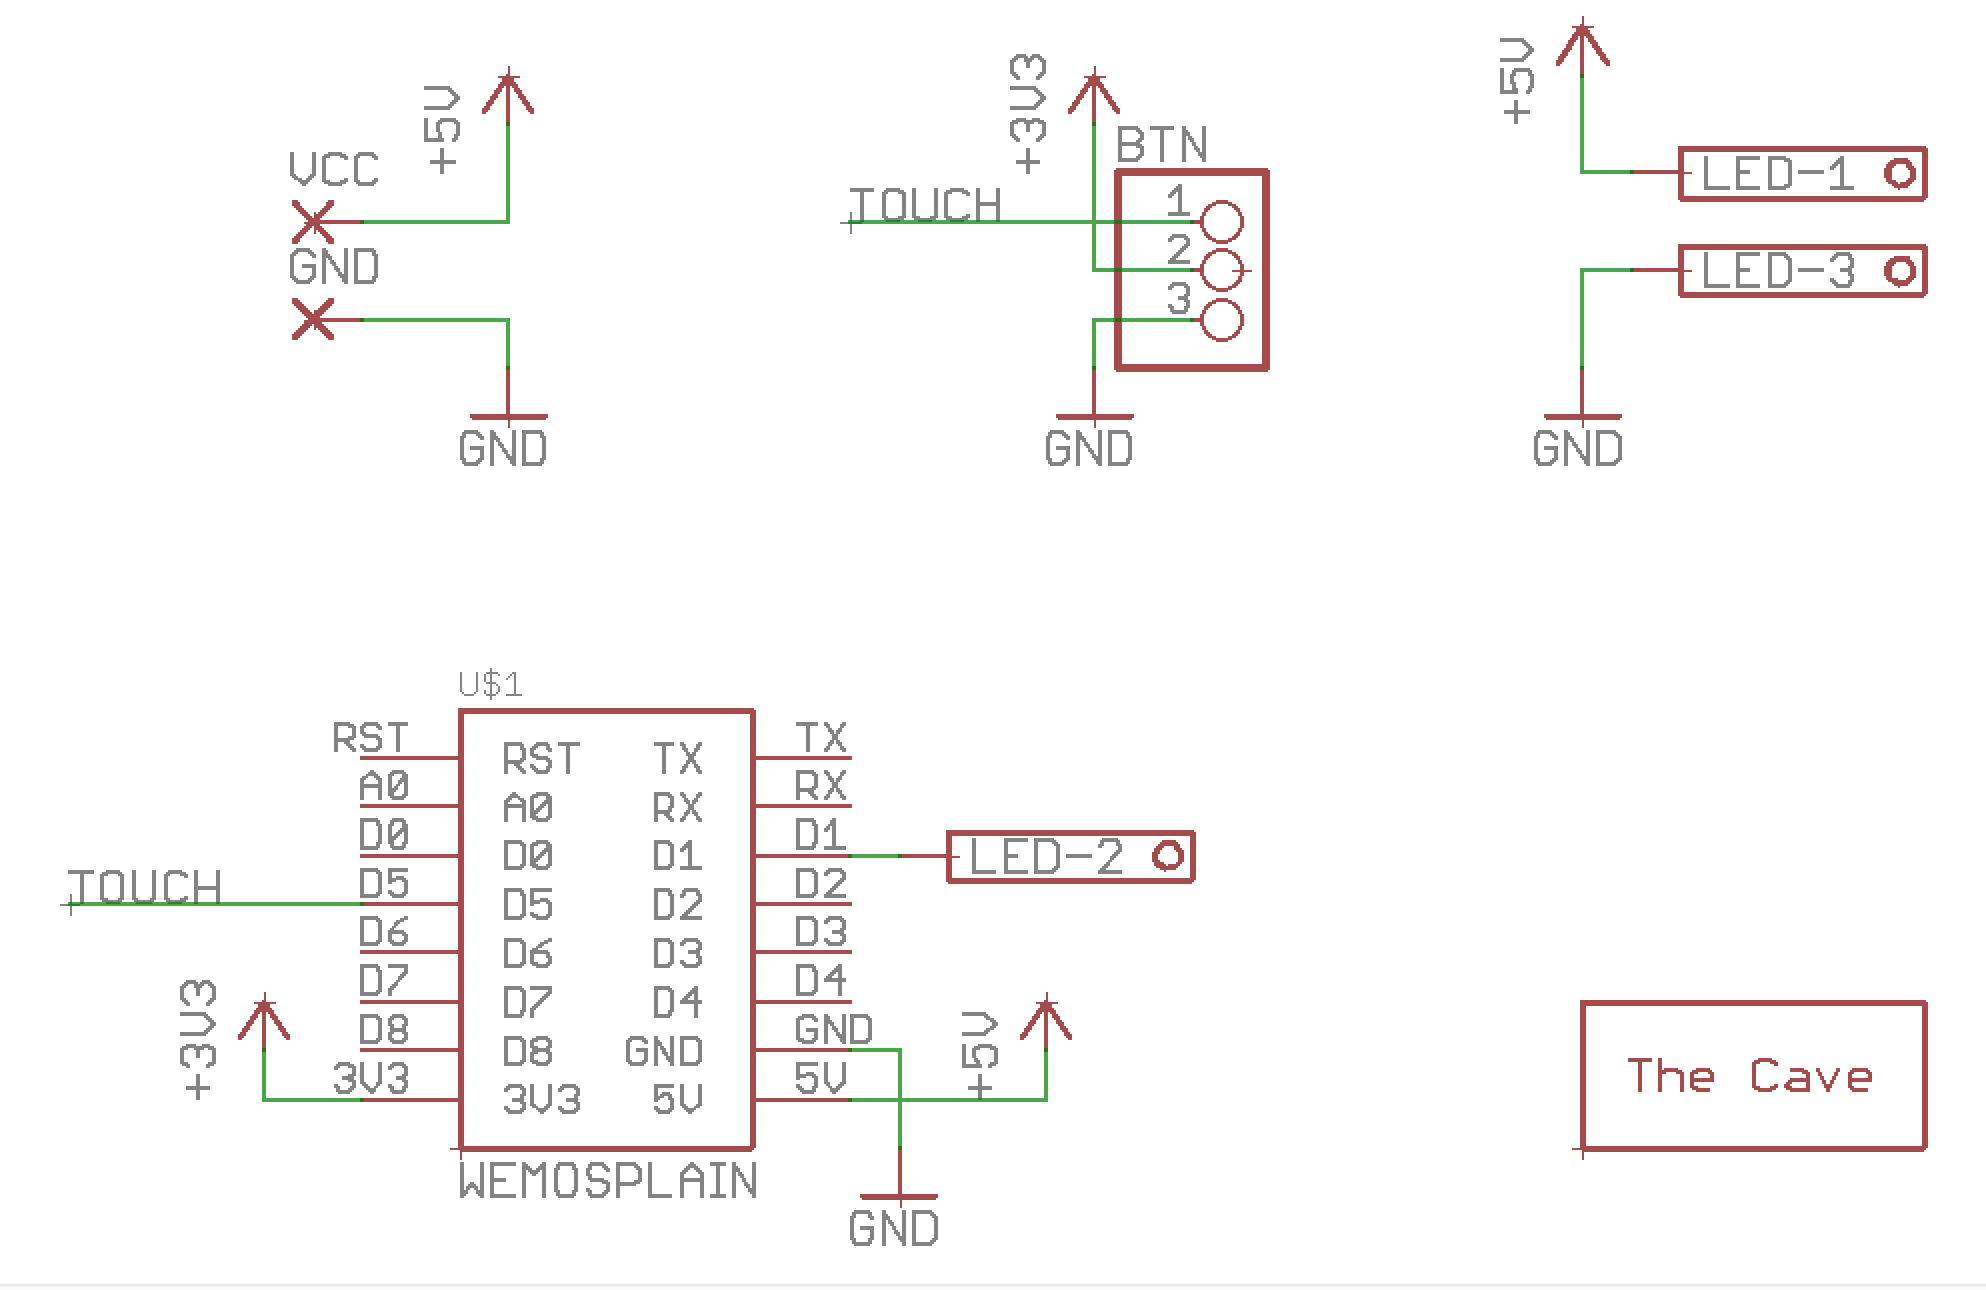 +5V
VCC
GND
GND
+3V3
BTN
TOUCH
1
2
3
GND
+5V
LED-1
LED-3
GND
U$1
RST
A0
D0
D5
D6
D7
D8
3V3
RST TX
A0 RX
D0 D1
D5 D2
D6 D3
D7 D4
D8 GND
3V3 5V
TX
RX
D1
D2
D3
D4
GND
5V
TOUCH
+3V3
LED-2
+5V
WEMOSPLAIN
GND
The Cave